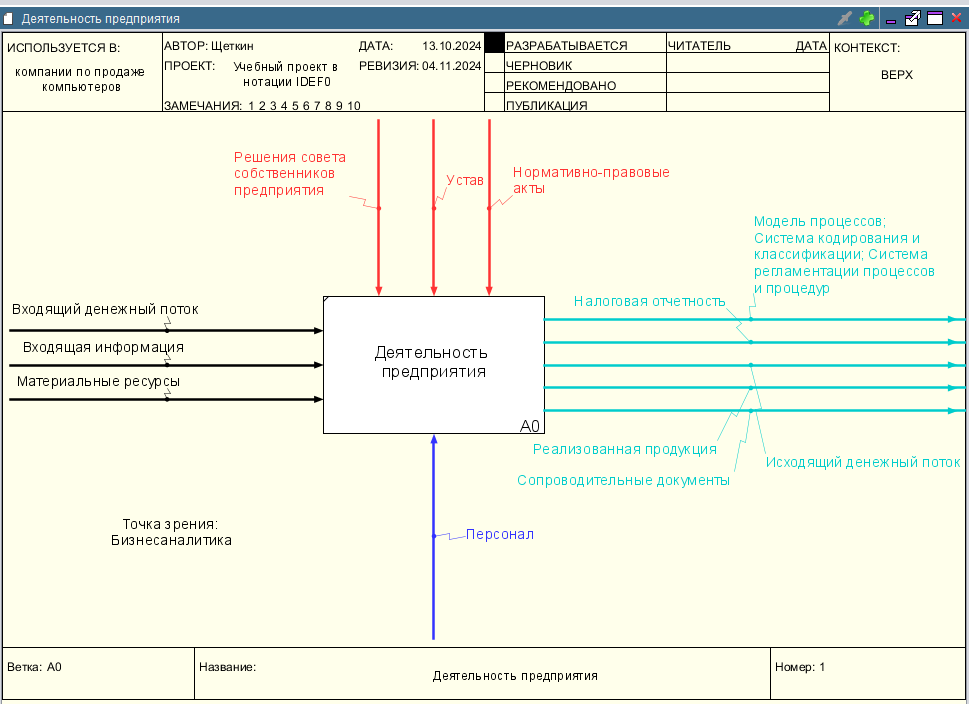 Деятельность предприятия
ИСПОЛЬЗУЕТСЯ В:
компании по продаже
компьютеров
АВТОР: Щеткин
ДАТА: 13.10.2024
ПРОЕКТ: Учебный проект в
нотации IDEF0
РЕВИЗИЯ: 04.11.2024
ЗАМЕЧАНИЯ: 1 2 3 4 5 6 7 8 9 10
РАЗРАБАТЫВАЕТСЯ
ЧЕРНОВИК
РЕКОМЕНДОВАНО
ПУБЛИКАЦИЯ
ЧИТАТЕЛЬ
ДАТА
КОНТЕКСТ:
ВЕРХ
Решения совета
собственников
предприятия
Устав
Нормативно-правовые
акты
Модель процессов;
Система кодирования и
классификации; Система
регламентации процессов
и процедур
Налоговая отчетность
Входящий денежный поток
Входящая информация
Материальные ресурсы
Деятельность
предприятия
A0
Реализованная продукция
Исходящий денежный поток
Сопроводительные документы
Точка зрения:
Бизнесаналитика
Персонал
Ветка: A0
Название:
Деятельность предприятия
Номер: 1